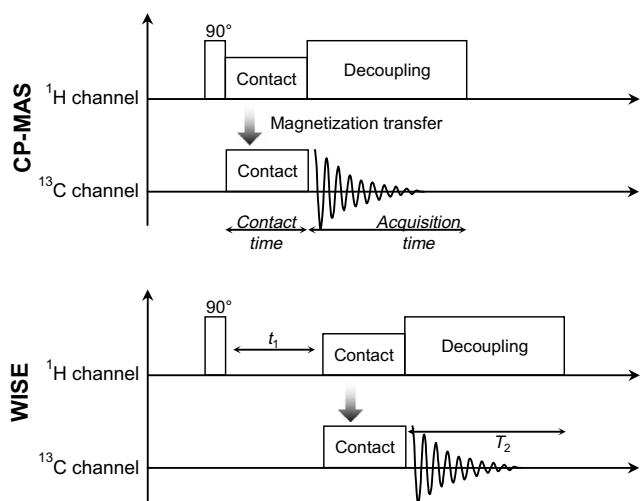 CP-MAS
90°
¹H channel
Contact
Decoupling
Magnetization transfer
¹³C channel
Contact
Contact
time
Acquisition
time
WISE
90°
t₁
¹H channel
Contact
Decoupling
¹³C channel
Contact
T₂